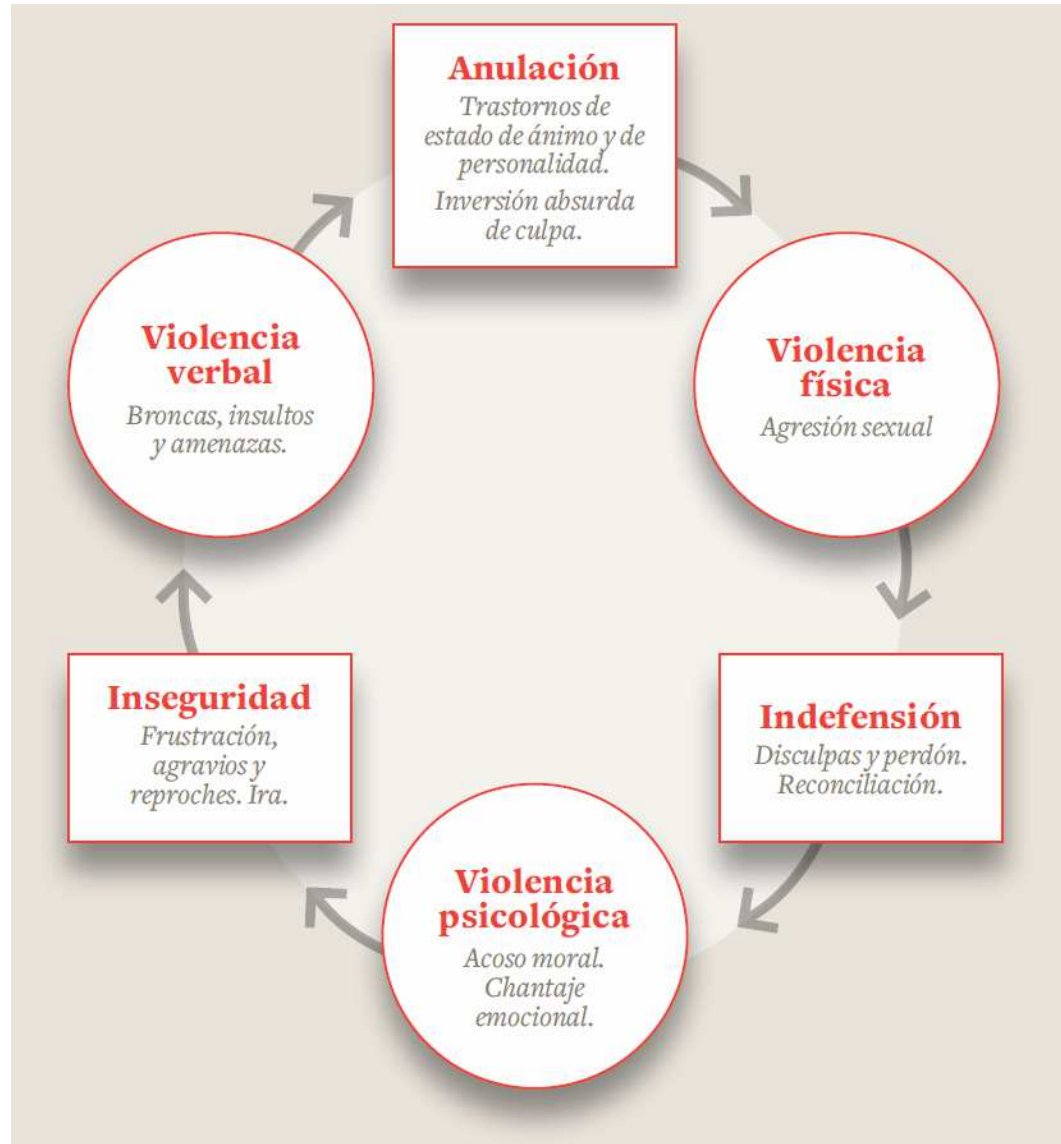 Anulación
Trastornos de
estado de ánimo y de
personalidad.
Inversión absurda
de culpa.
Violencia
física
Agresión sexual
Indefensión
Disculpas y perdón.
Reconciliación.
Violencia
psicológica
Acoso moral.
Chantaje
emocional.
Inseguridad
Frustración,
agravios y
reproches. Ira.
Violencia
verbal
Broncas, insultos
y amenazas.